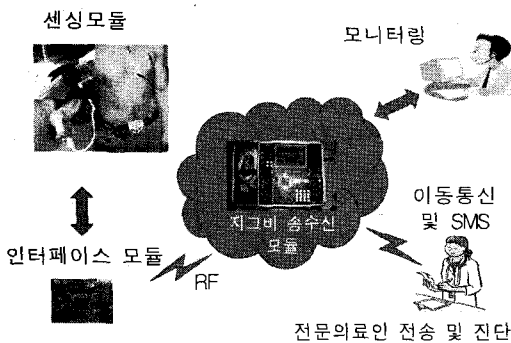 센싱모듈
모니터링
지그비 송수신
모듈
이동통신
및 SMS
인터페이스 모듈
RF
전문의료인 전송 및 진단